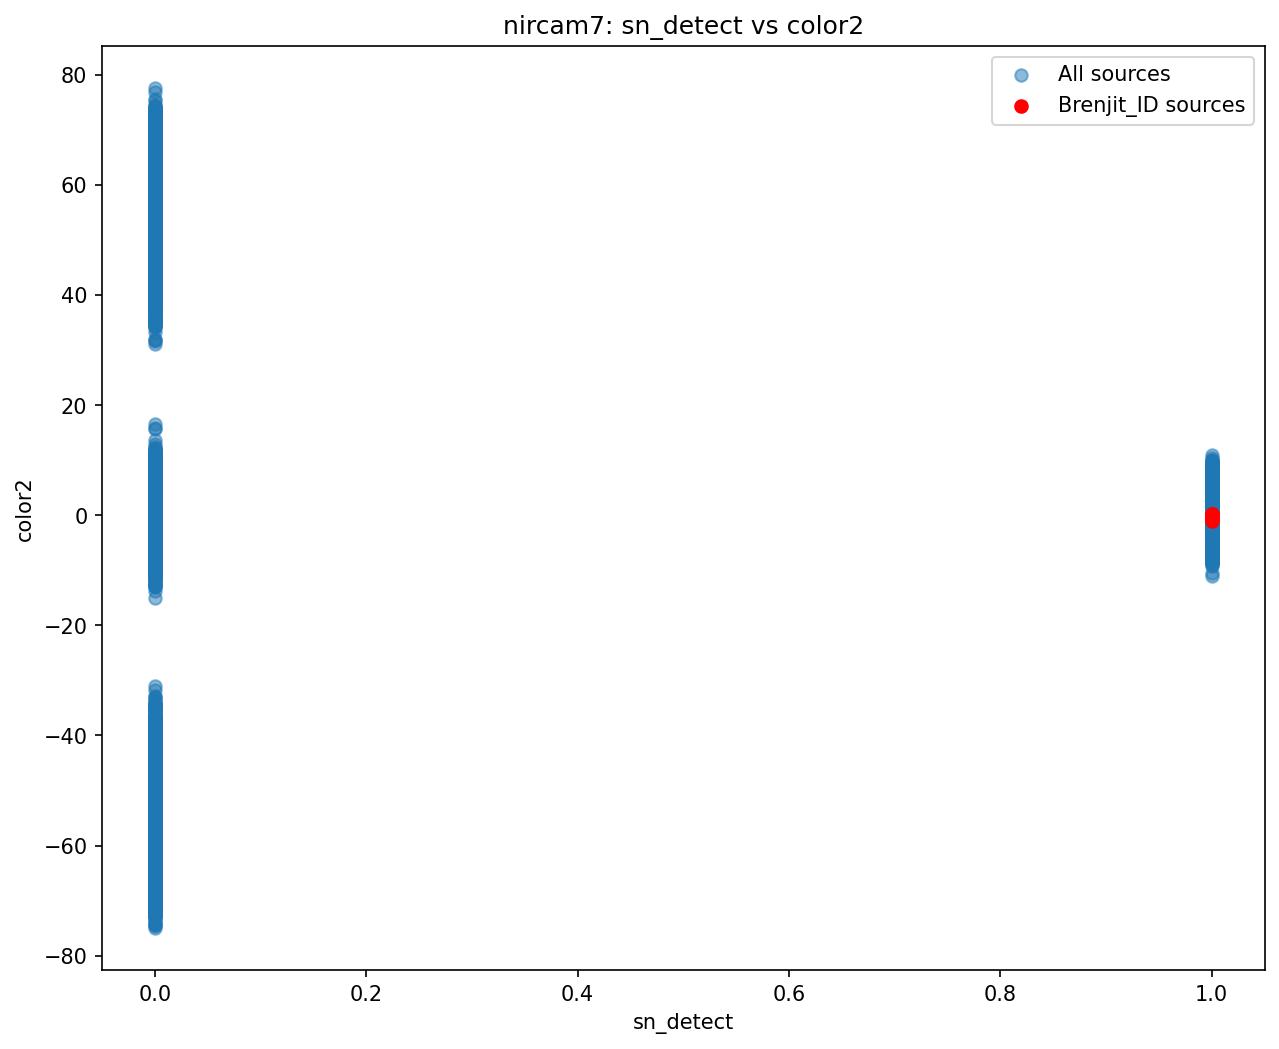 nircam7: sn_detect vs color2
All sources
Brenjit_ID sources
80
60
40
20
0
−20
−40
−60
−80
color2
0.0 0.2 0.4 0.6 0.8 1.0
sn_detect